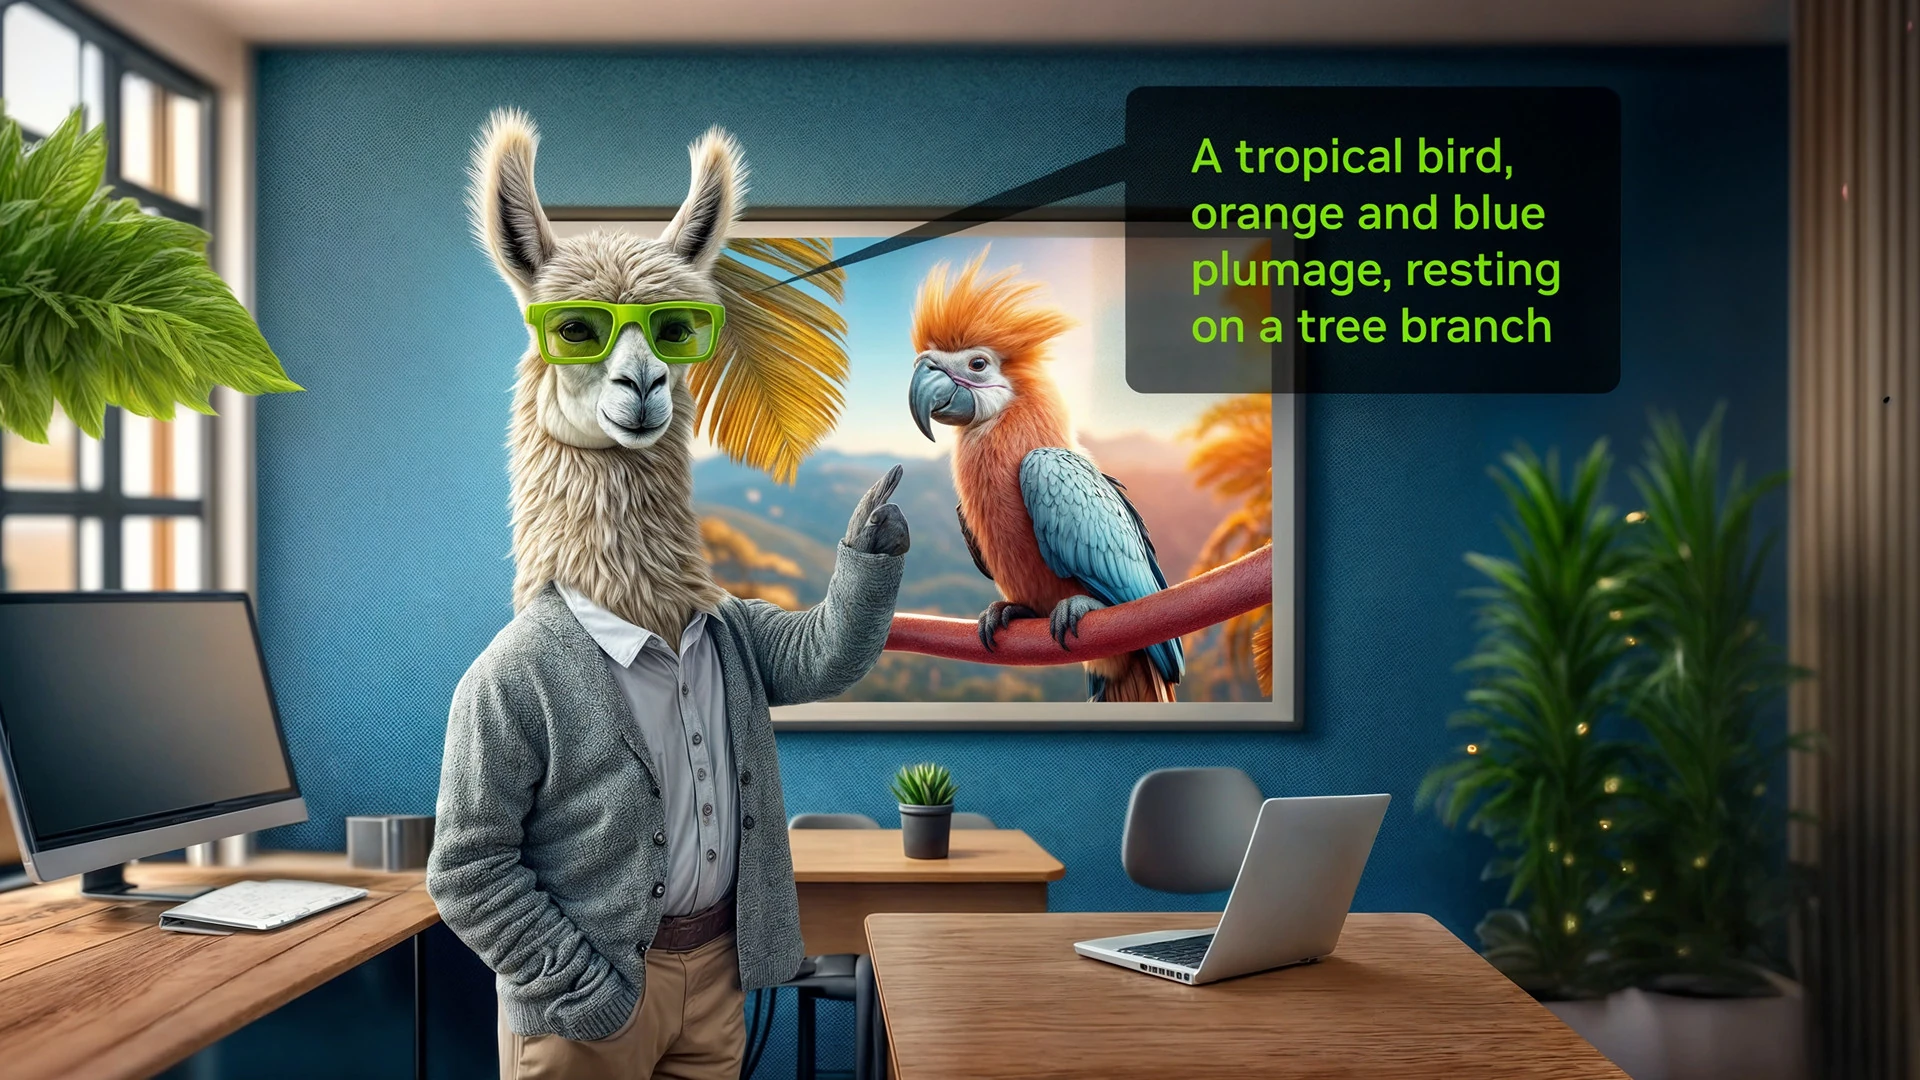 A tropical bird,
orange and blue
plumage, resting
on a tree branch